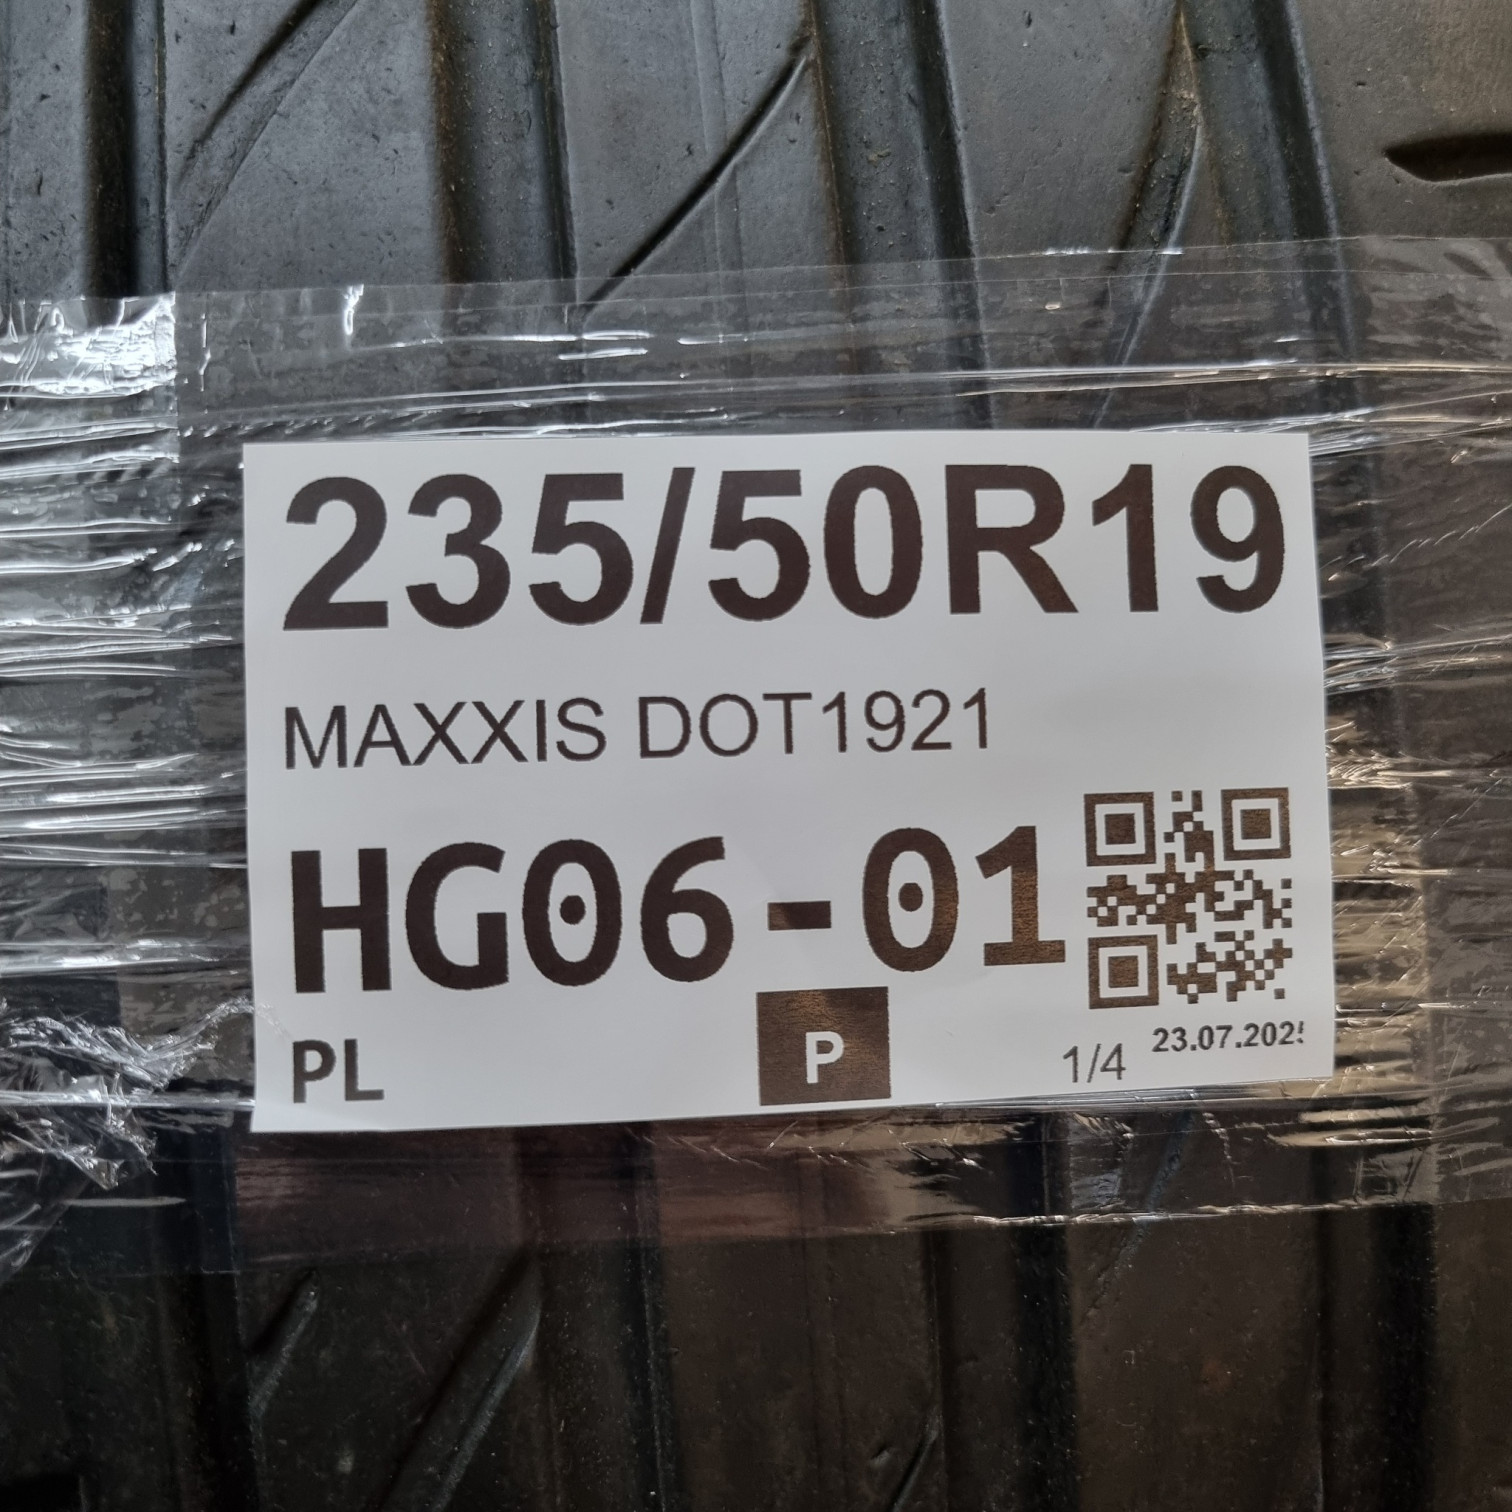 235/50R19
MAXXIS DOT1921
HG06-01
PL
P
1/4
23.07.202